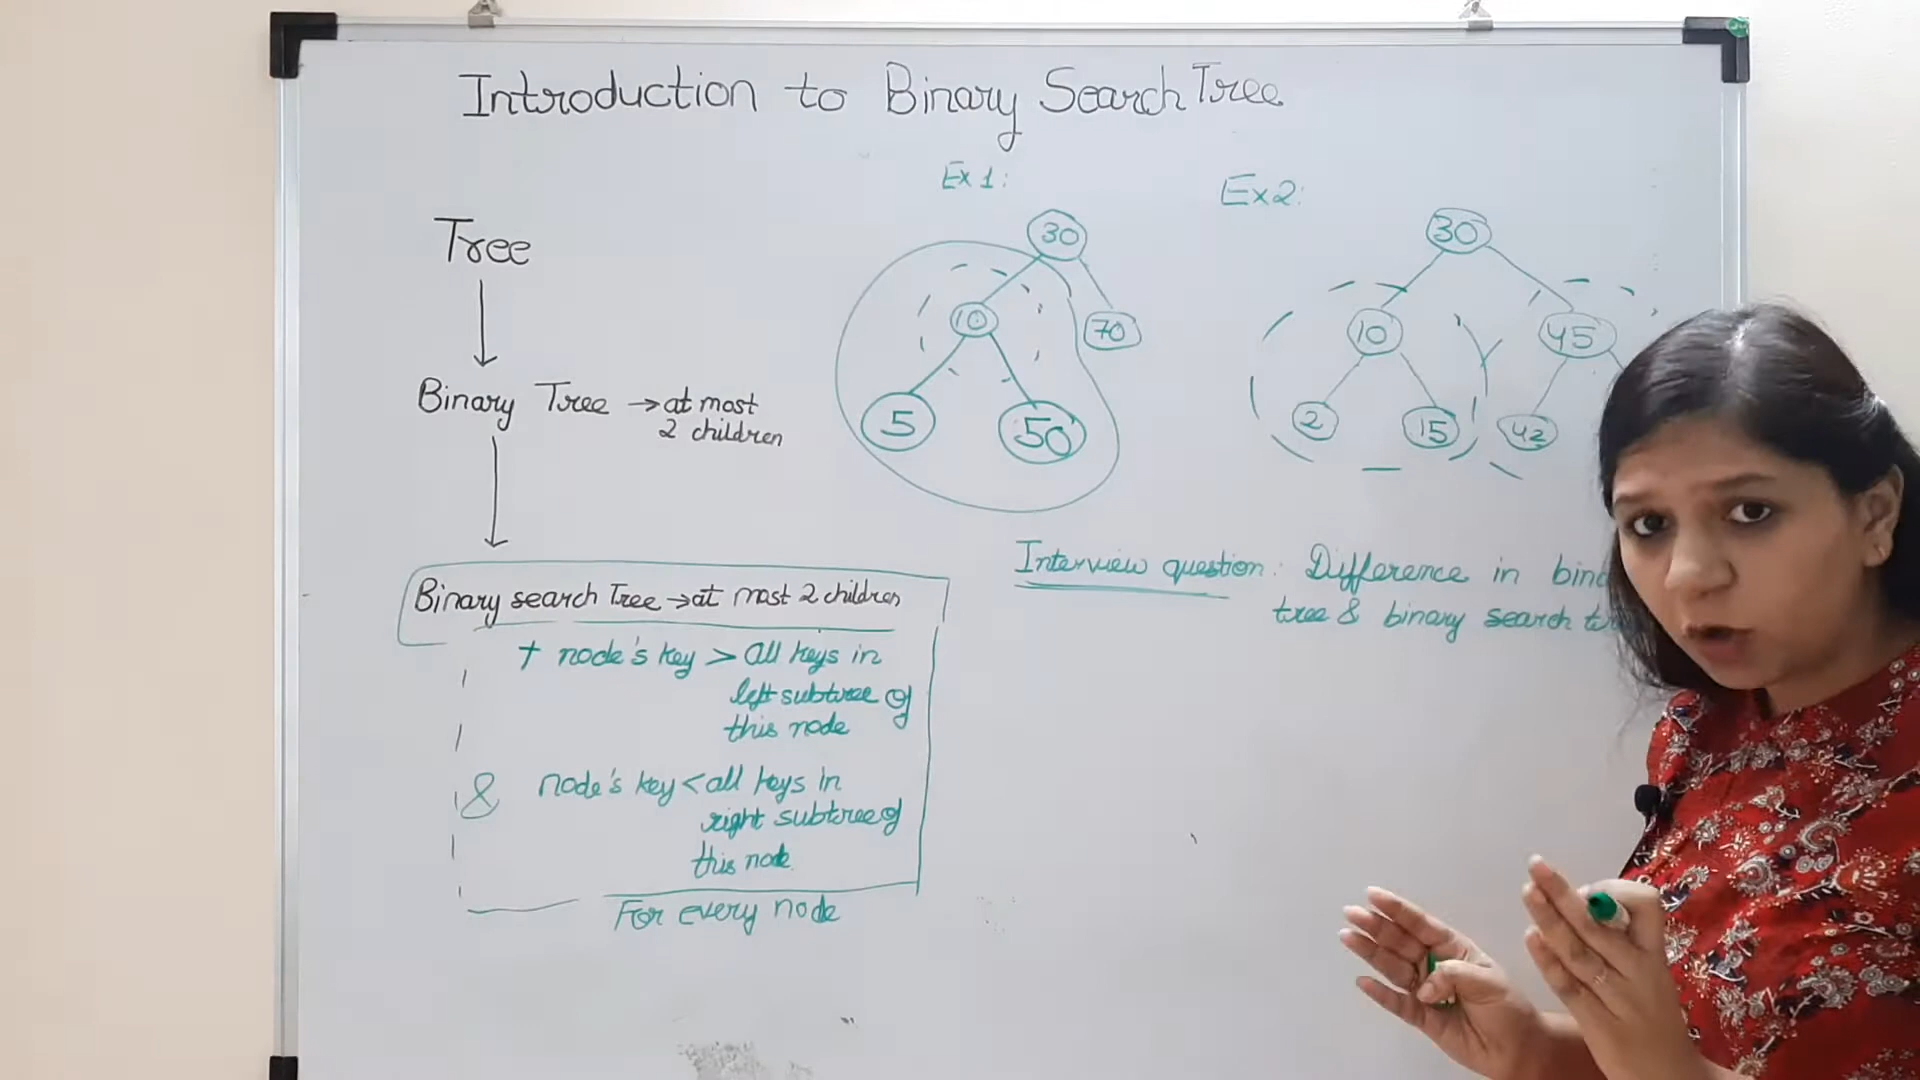 Introduction to Binary Search Tree
Ex 1:
Ex2:
Tree
30
10
70
5
50
30
10
45
2
15
42
Binary Tree → at most
2 children
Binary search Tree → at most 2 children
+ node's key > all keys in
left subtree of
this node
& node's key < all keys in
right subtree of
this node
For every node
Interview question: Difference in
tree & binary search